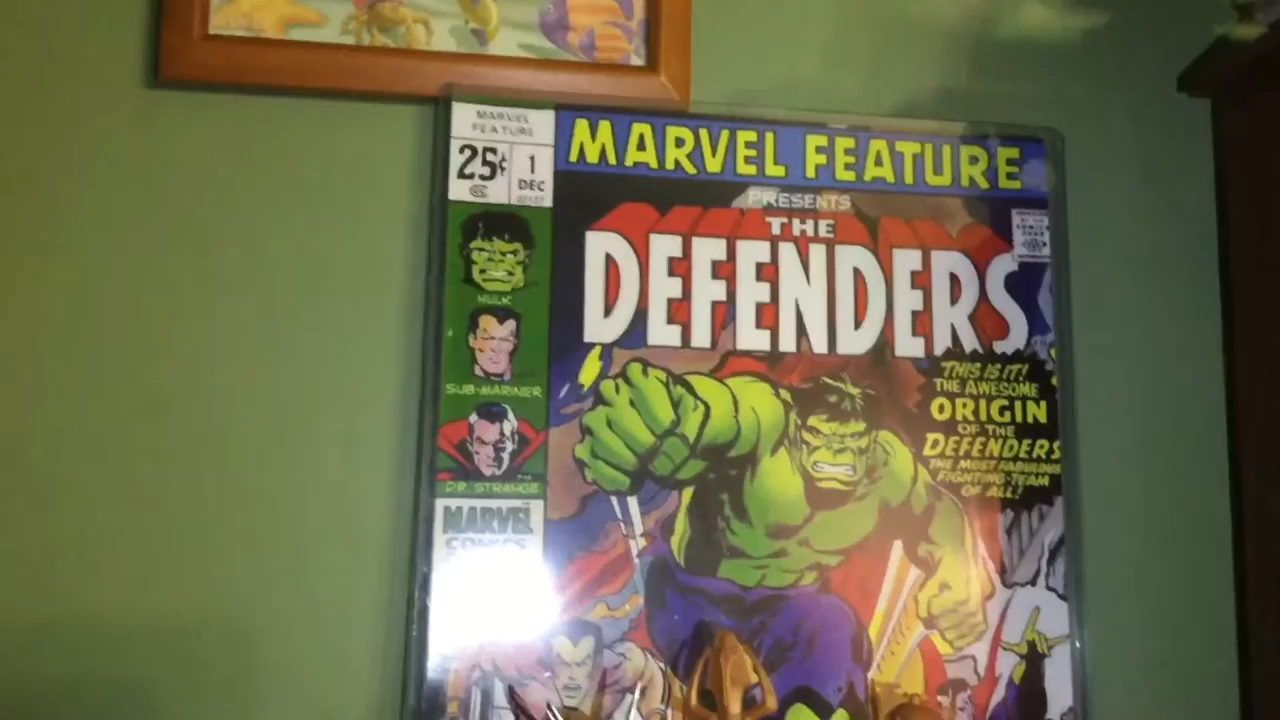 MARVEL
FEATURE
25¢
1
DEC
MARVEL FEATURE
PRESENTS
THE
DEFENDERS
HULK
SUB-MARINER
DR. STRANGE
MARVEL
COMICS
THIS IS IT!
THE AWESOME
ORIGIN
OF THE
DEFENDERS
THE MOST FABULOUS
FIGHTING-TEAM
OF ALL!